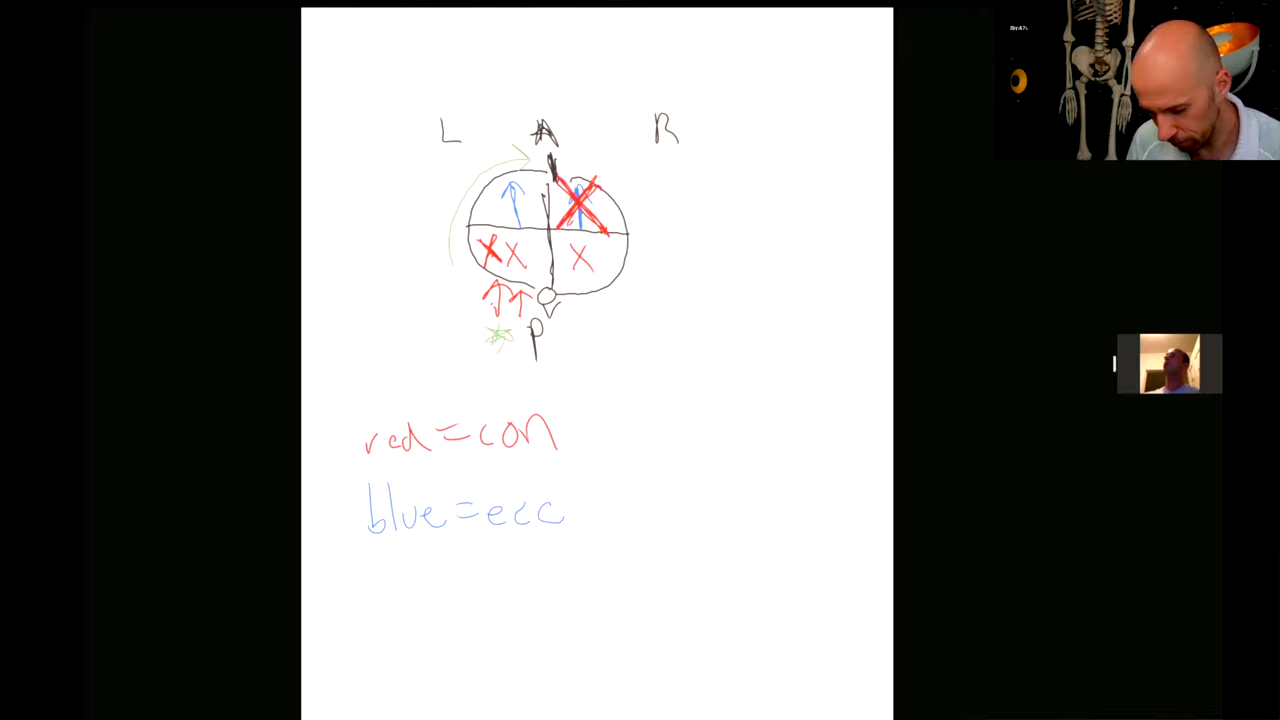 L A R
X X X
P
red = con
blue = ecc